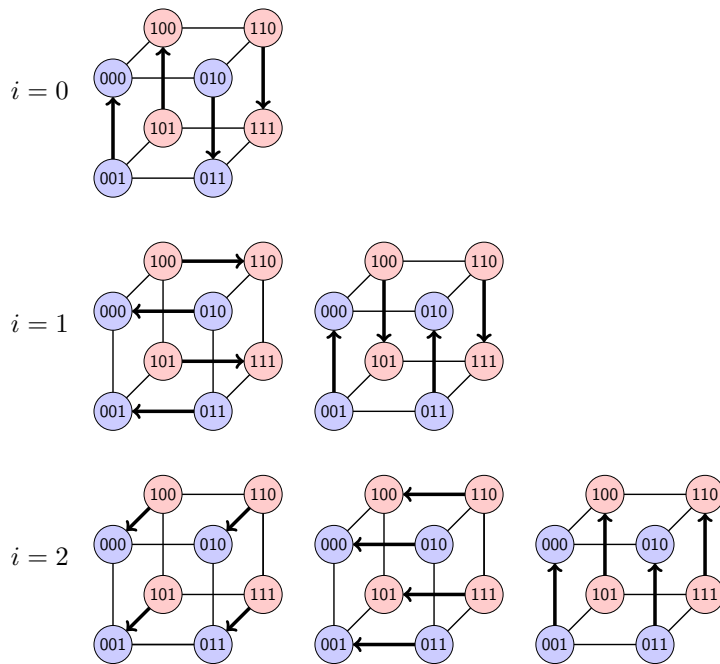 100 110
000 010
i = 0
101 111
001 011
100 110 100 110
000 010 000 010
i = 1
101 111 101 111
001 011 001 011
100 110 100 110 100 110
000 010 000 010 000 010
i = 2
101 111 101 111 101 111
001 011 001 011 001 011